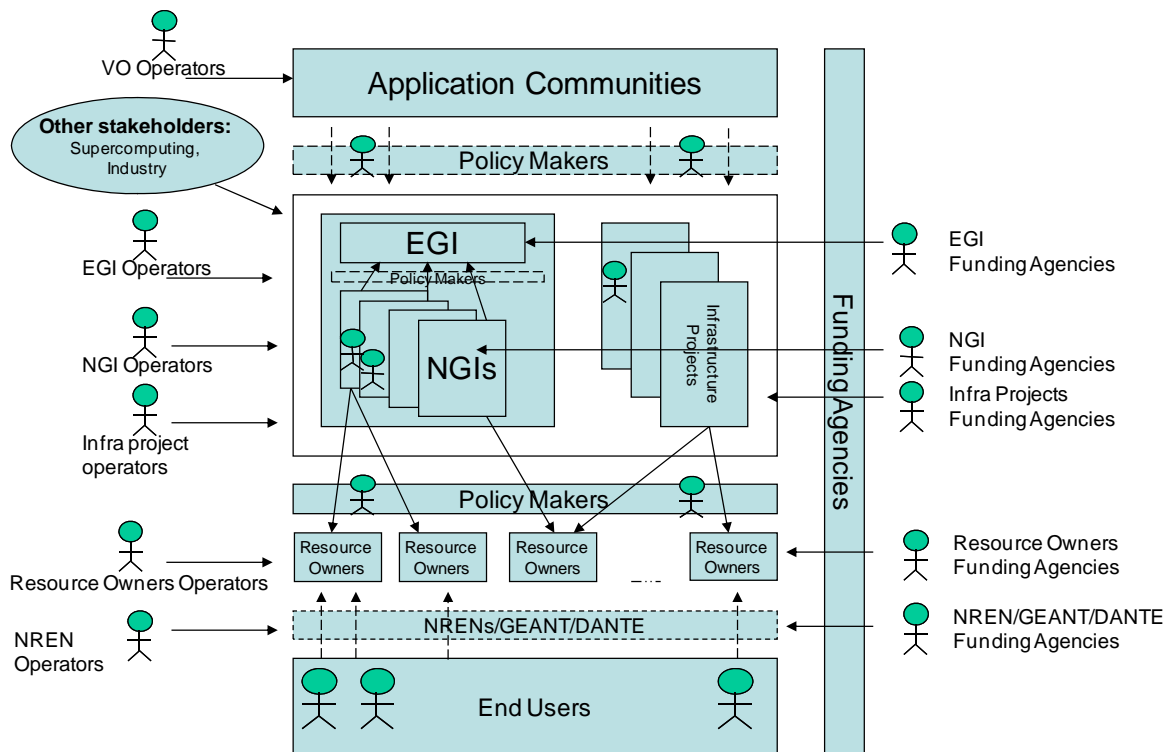 VO Operators
Application Communities
Other stakeholders:
Supercomputing,
Industry
Policy Makers
EGI Operators
EGI
Policy Makers
EGI
Funding Agencies
NGI Operators
NGIs
Infrastructure
Projects
NGI
Funding Agencies
Infra project
operators
Infra Projects
Funding Agencies
Funding Agencies
Policy Makers
Resource Owners Operators
Resource
Owners
Resource
Owners
Resource
Owners
Resource
Owners
Resource Owners
Funding Agencies
NREN
Operators
NRENs/GEANT/DANTE
NREN/GEANT/DANTE
Funding Agencies
End Users